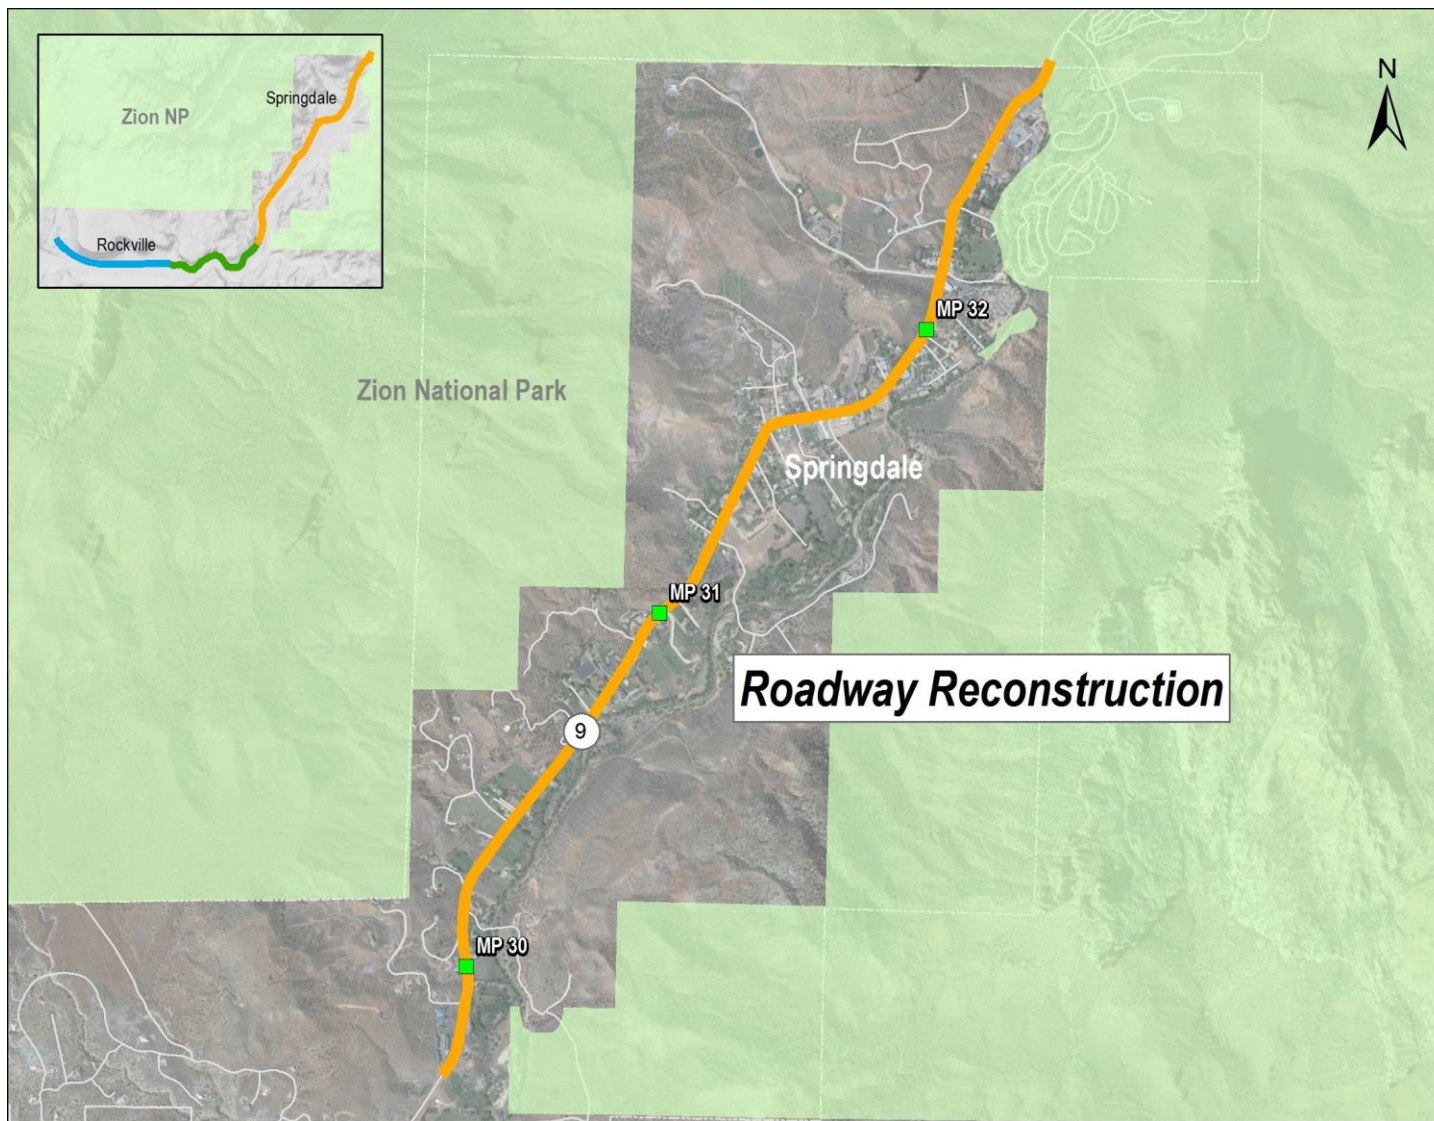 Springdale
Zion NP
Rockville
N
MP 32
Zion National Park
Springdale
MP 31
Roadway Reconstruction
9
MP 30